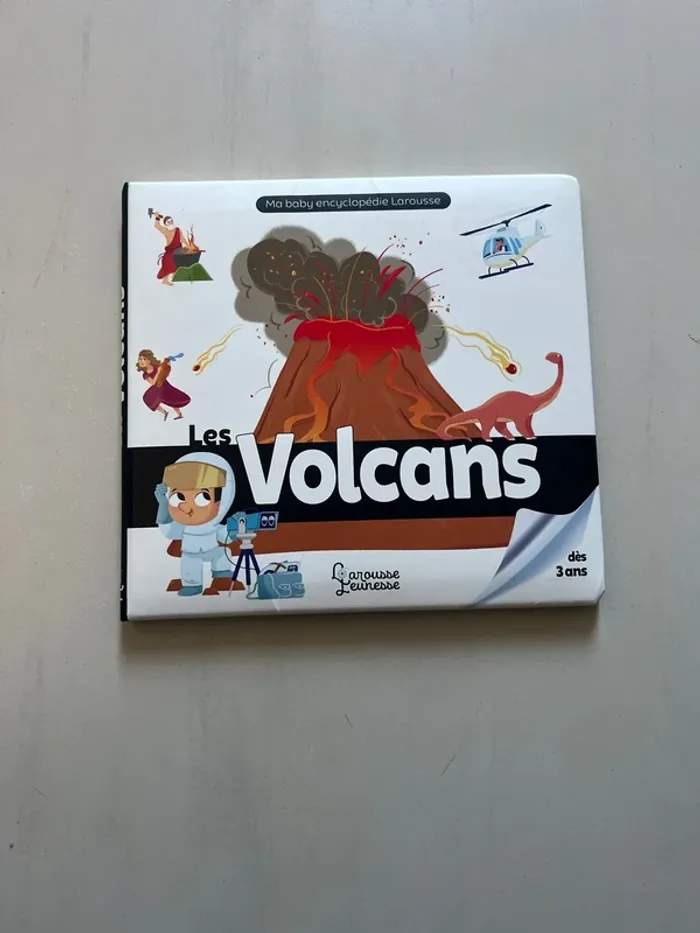 Ma baby encyclopédie Larousse
Les
Volcans
Larousse
Jeunesse
dès
3 ans